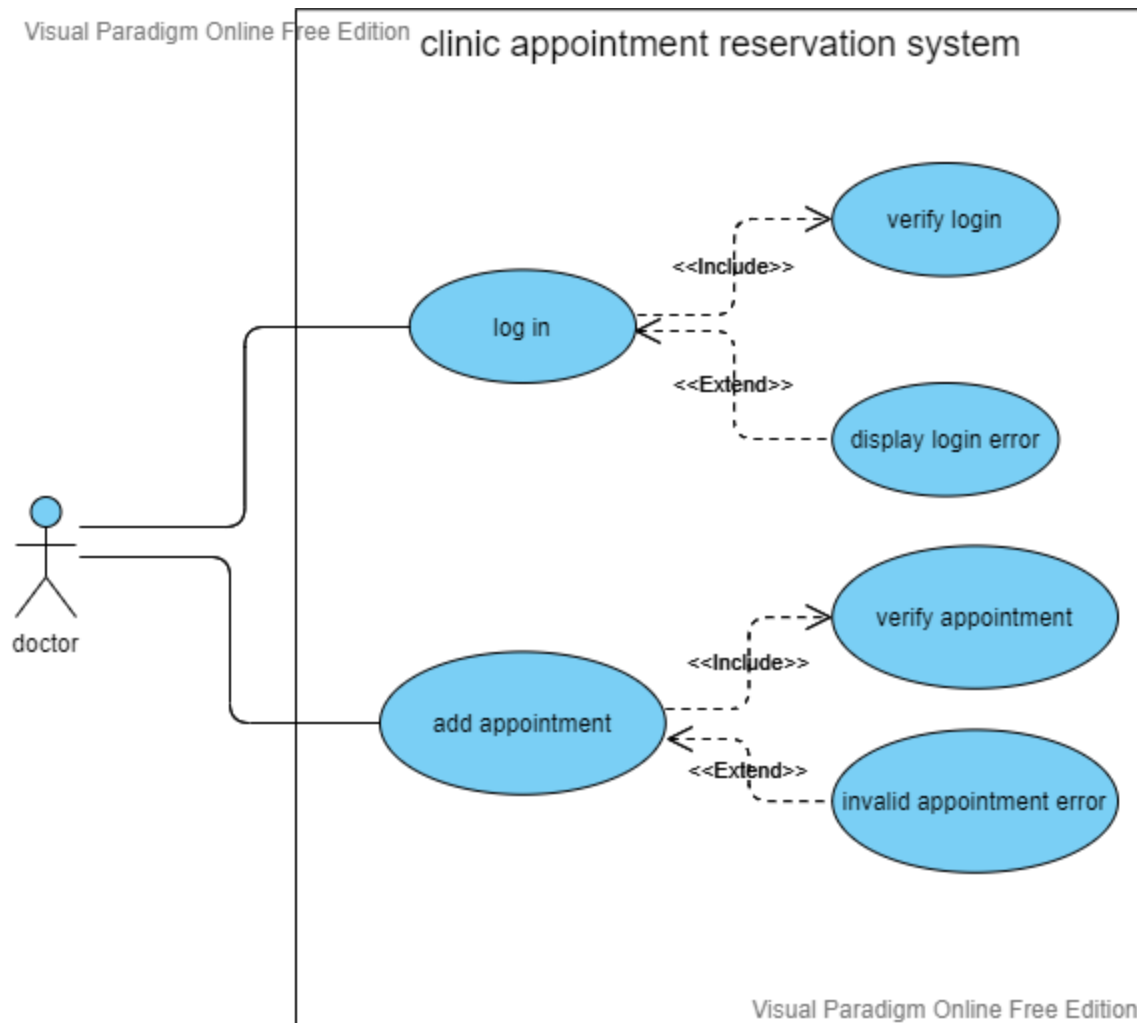 Visual Paradigm Online Free Edition
clinic appointment reservation system
verify login
<<Include>>
log in
<<Extend>>
display login error
doctor
verify appointment
<<Include>>
add appointment
<<Extend>>
invalid appointment error
Visual Paradigm Online Free Edition